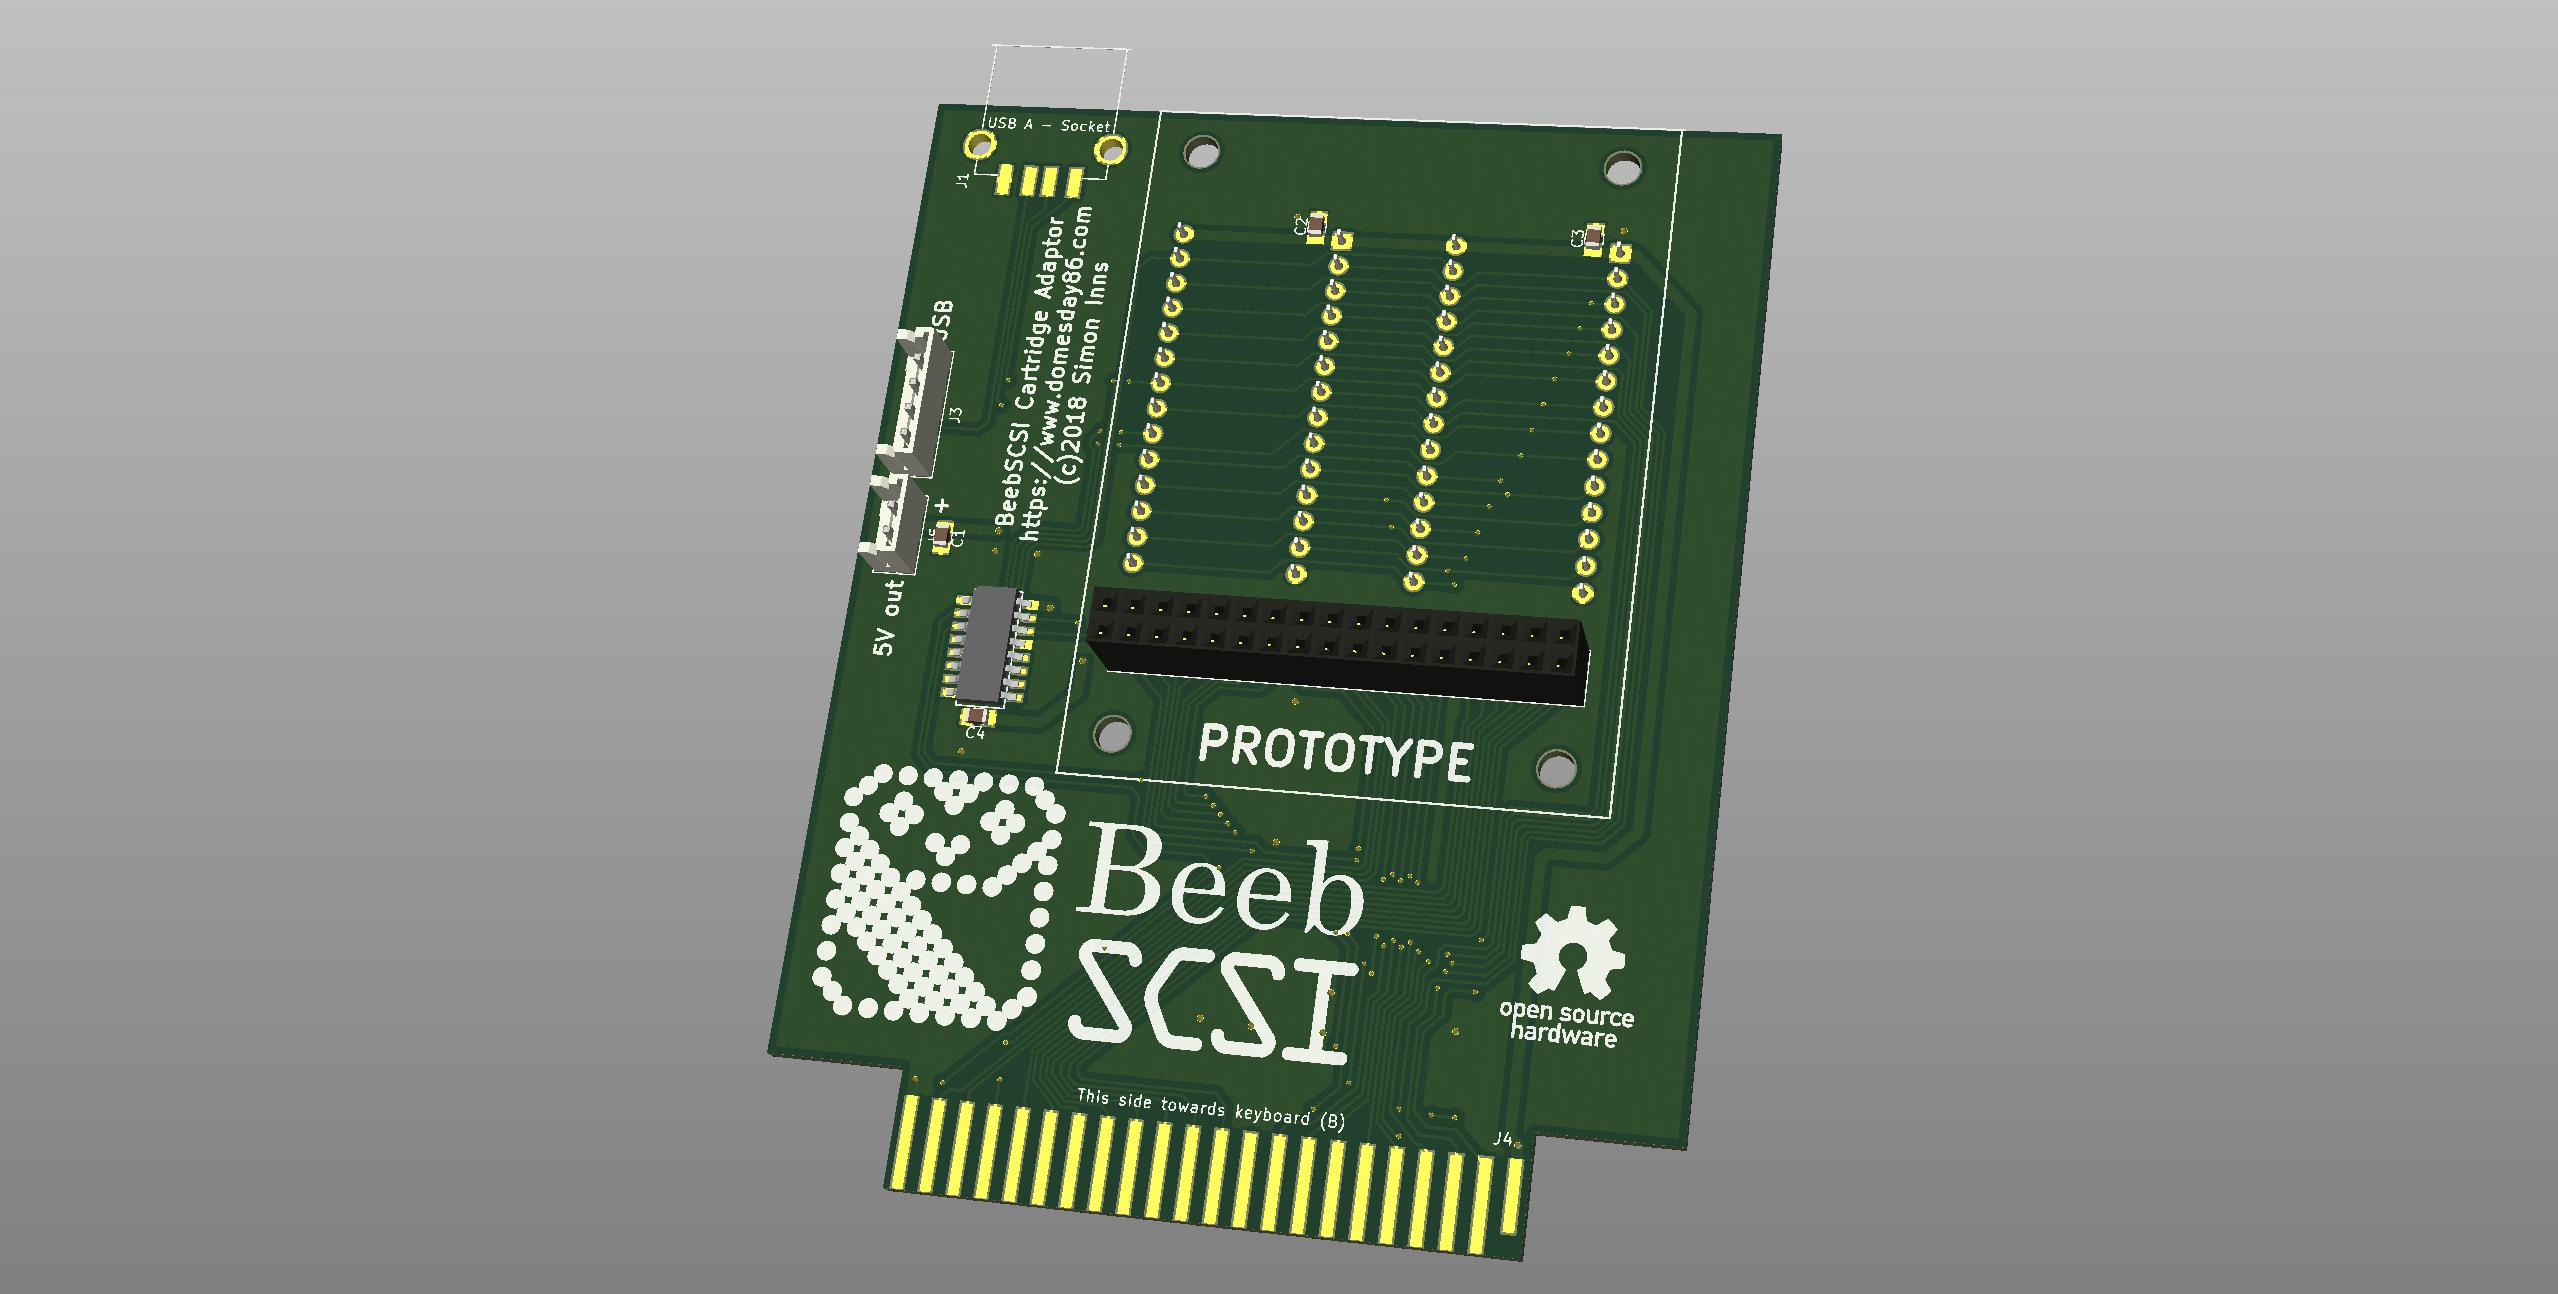 USB A - Socket
J1
C2
C3
BeebSCSI Cartridge Adaptor
https://www.domesday86.com
(c)2018 Simon Inns
USB
J3
+
C1
5V out
C4
PROTOTYPE
Beeb
SCSI
open source
hardware
This side towards keyboard (B)
J4